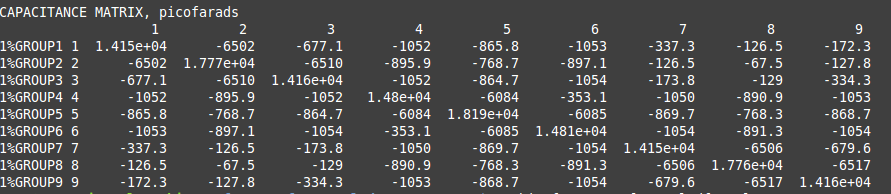 CAPACITANCE MATRIX, picofarads
1 2 3 4 5 6 7 8 9
1%GROUP1 1 1.415e+04 -6502 -677.1 -1052 -865.8 -1053 -337.3 -126.5 -172.3
1%GROUP2 2 -6502 1.777e+04 -6510 -895.9 -768.7 -897.1 -126.5 -67.5 -127.8
1%GROUP3 3 -677.1 -6510 1.416e+04 -1052 -864.7 -1054 -173.8 -129 -334.3
1%GROUP4 4 -1052 -895.9 -1052 1.48e+04 -6084 -353.1 -1050 -890.9 -1053
1%GROUP5 5 -865.8 -768.7 -864.7 -6084 1.819e+04 -6085 -869.7 -768.3 -868.7
1%GROUP6 6 -1053 -897.1 -1054 -353.1 -6085 1.481e+04 -1054 -891.3 -1054
1%GROUP7 7 -337.3 -126.5 -173.8 -1050 -869.7 -1054 1.415e+04 -6506 -679.6
1%GROUP8 8 -126.5 -67.5 -129 -890.9 -768.3 -891.3 -6506 1.776e+04 -6517
1%GROUP9 9 -172.3 -127.8 -334.3 -1053 -868.7 -1054 -679.6 -6517 1.416e+04